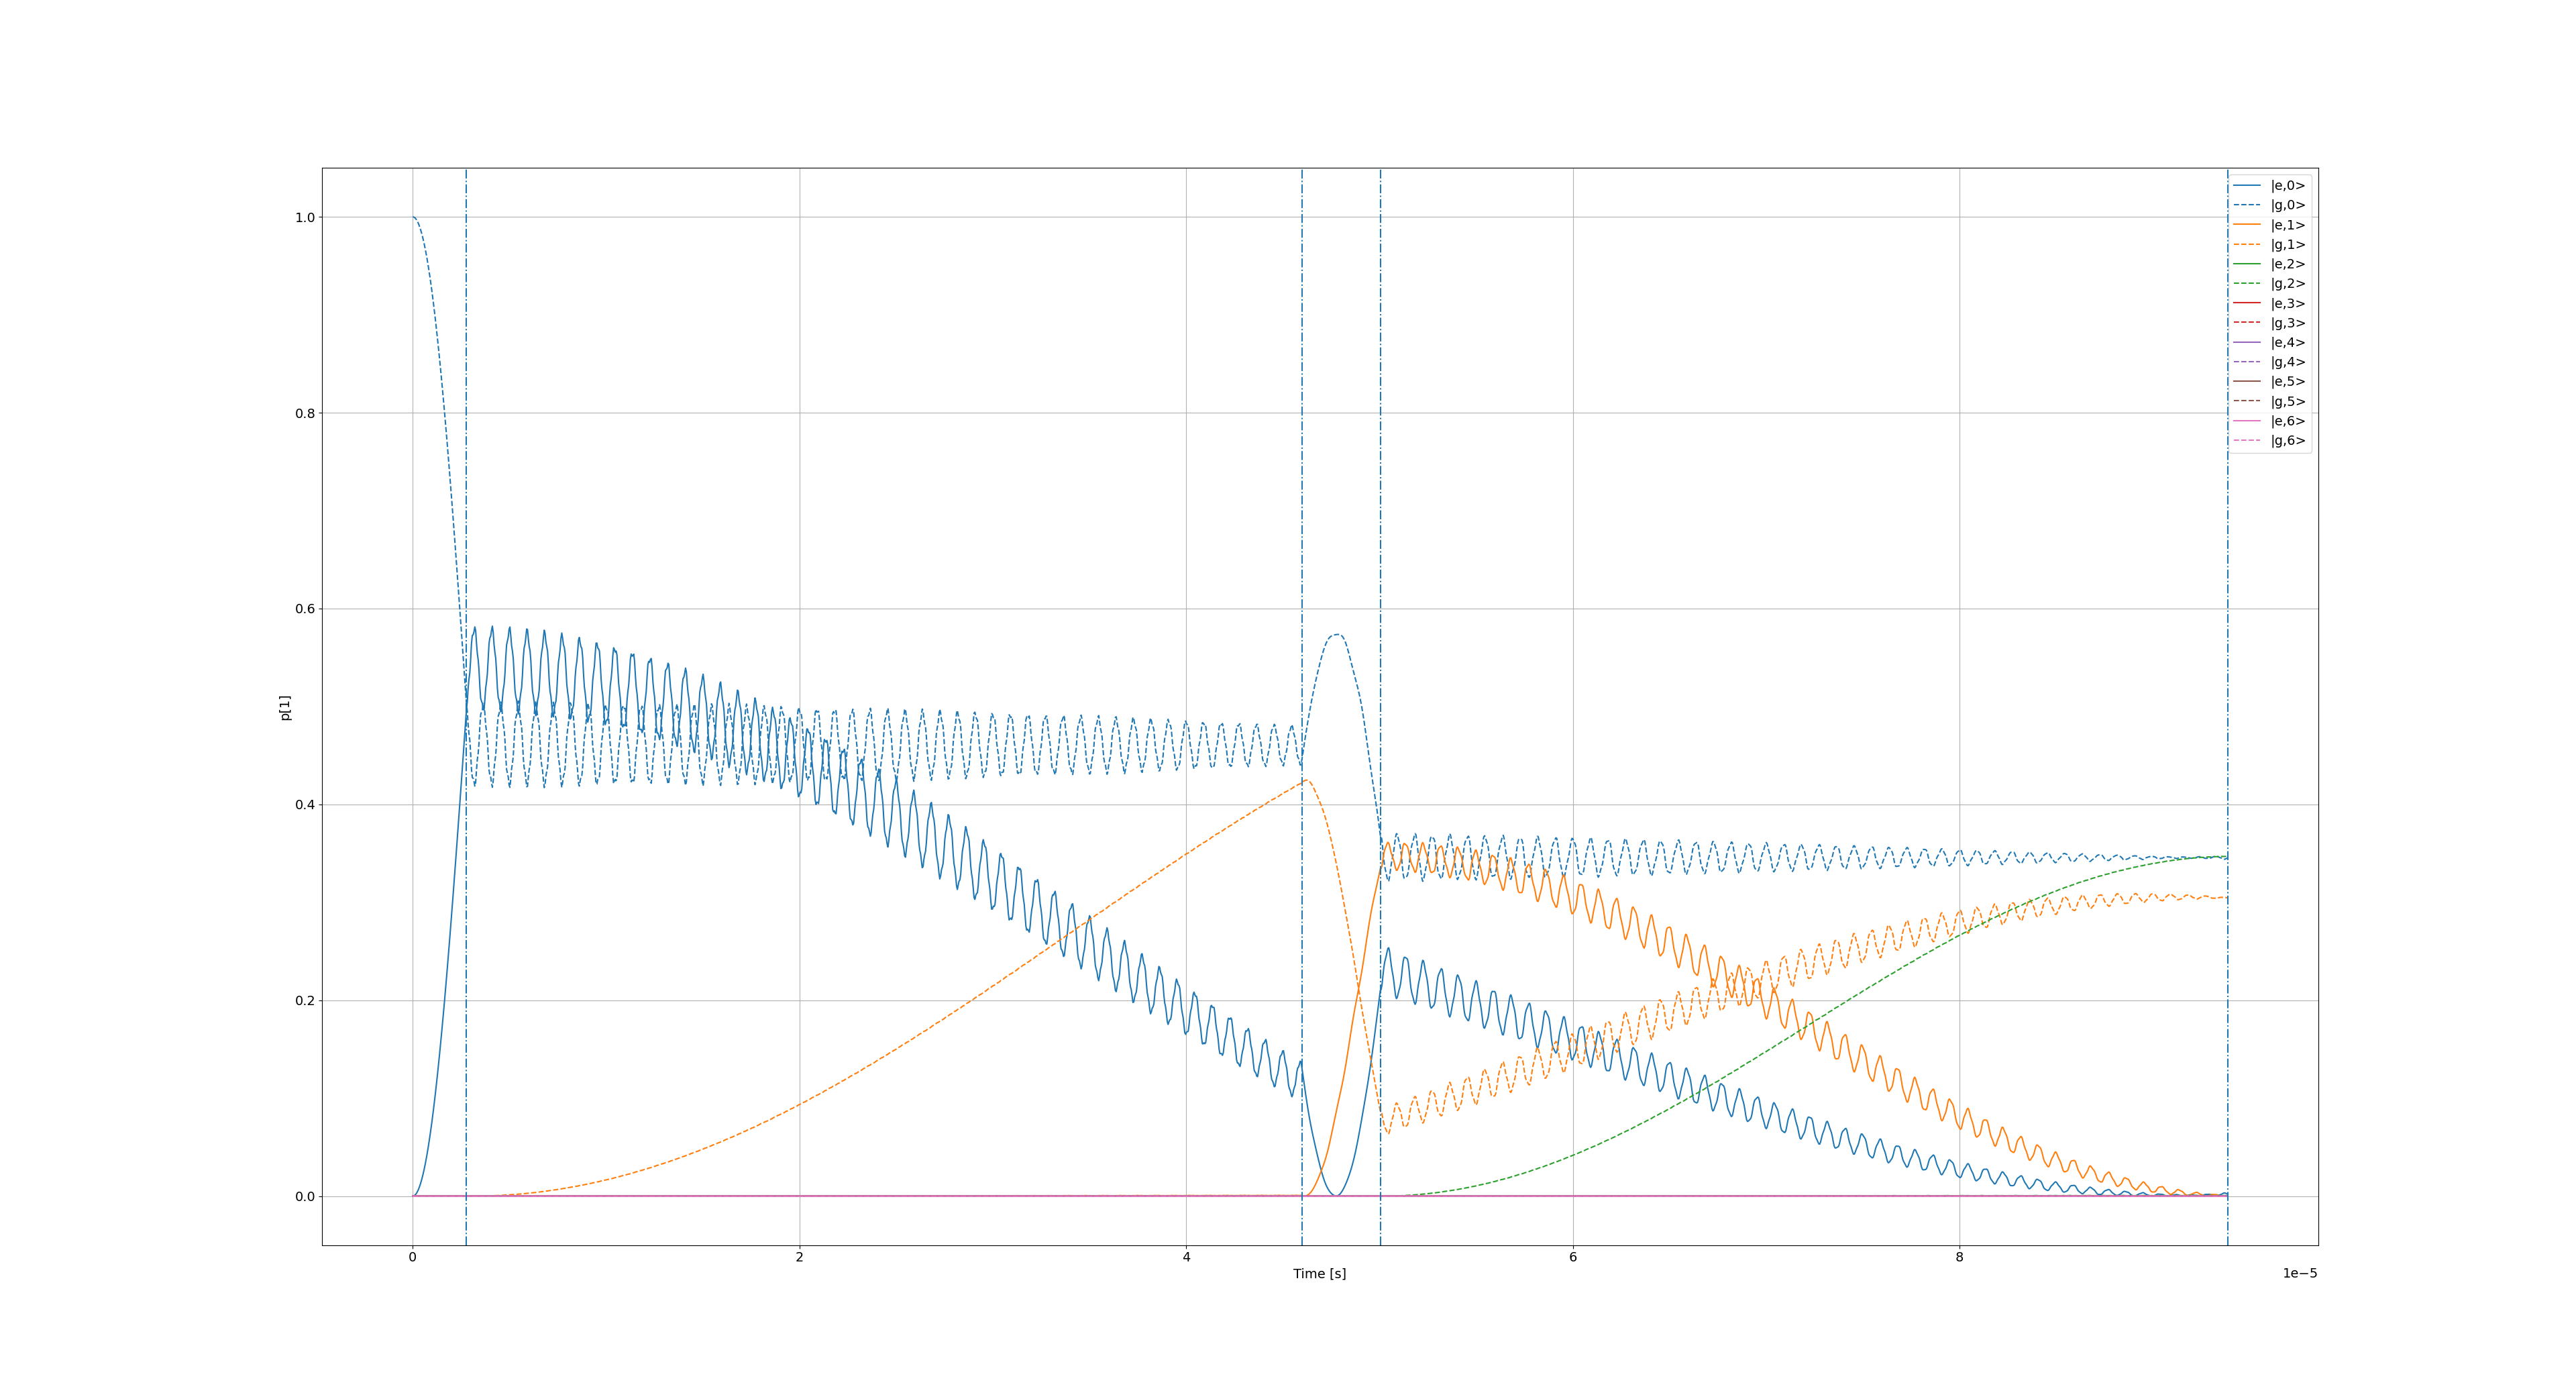 1.0
0.8
0.6
0.4
0.2
0.0
p[1]
0
2
4
6
8
Time [s]
1e−5
|e,0>
|g,0>
|e,1>
|g,1>
|e,2>
|g,2>
|e,3>
|g,3>
|e,4>
|g,4>
|e,5>
|g,5>
|e,6>
|g,6>